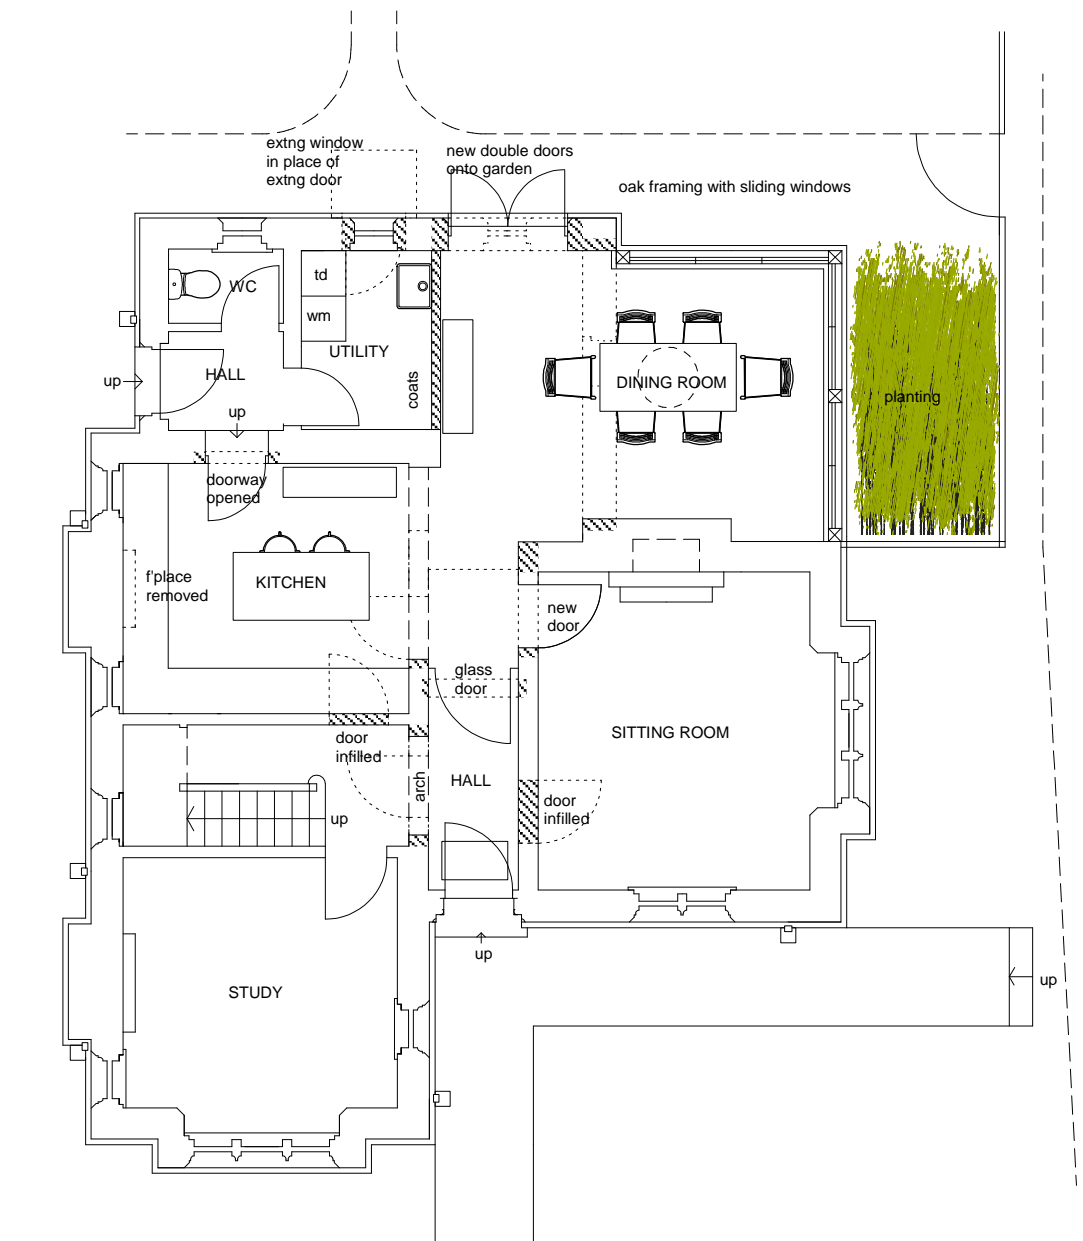 extng window
in place of
extng door
new double doors
onto garden
oak framing with sliding windows
td
WC
wm
UTILITY
HALL
up
up
coats
DINING ROOM
planting
doorway
opened
f'place
removed
KITCHEN
new
door
glass
door
SITTING ROOM
door
infilled
arch
HALL
door
infilled
up
up
up
STUDY